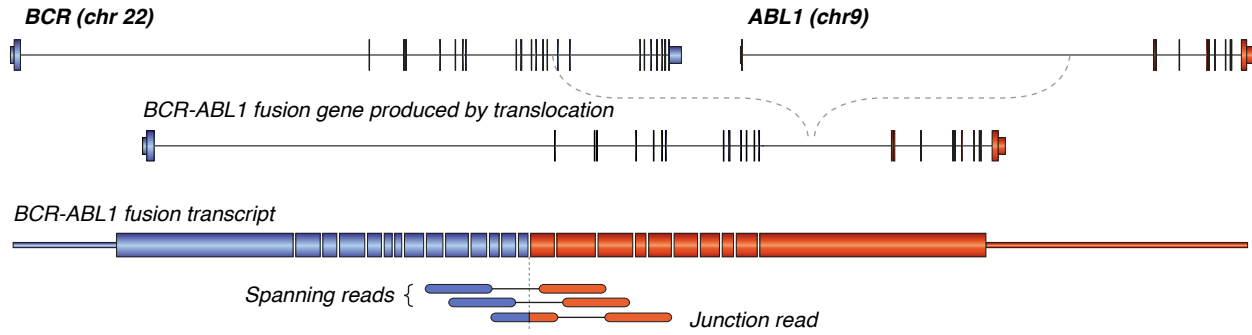 BCR (chr 22)
ABL1 (chr9)
BCR-ABL1 fusion gene produced by translocation
BCR-ABL1 fusion transcript
Spanning reads {
Junction read